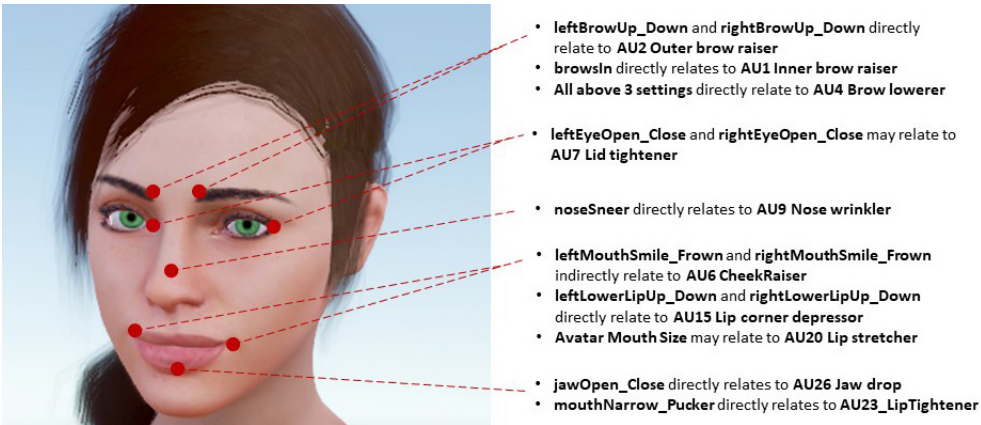 • leftBrowUp_Down and rightBrowUp_Down directly
relate to AU2 Outer brow raiser
• browsIn directly relates to AU1 Inner brow raiser
• All above 3 settings directly relate to AU4 Brow lowerer
• leftEyeOpen_Close and rightEyeOpen_Close may relate to
AU7 Lid tightener
• noseSneer directly relates to AU9 Nose wrinkler
• leftMouthSmile_Frown and rightMouthSmile_Frown
indirectly relate to AU6 CheekRaiser
• leftLowerLipUp_Down and rightLowerLipUp_Down
directly relate to AU15 Lip corner depressor
• Avatar Mouth Size may relate to AU20 Lip stretcher
• jawOpen_Close directly relates to AU26 Jaw drop
• mouthNarrow_Pucker directly relates to AU23_LipTightener